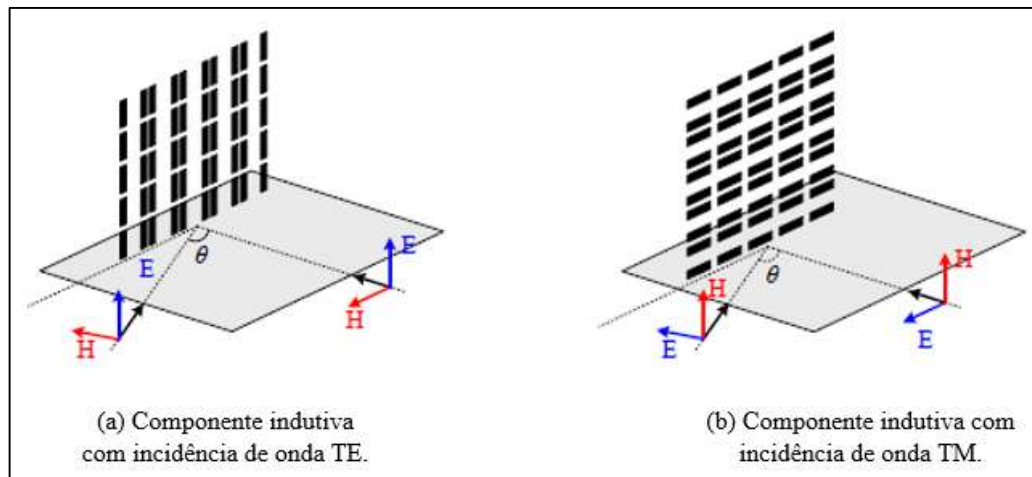 E
E
θ
H
H
(a) Componente indutiva
com incidência de onda TE.
H
H
θ
E
E
(b) Componente indutiva com
incidência de onda TM.